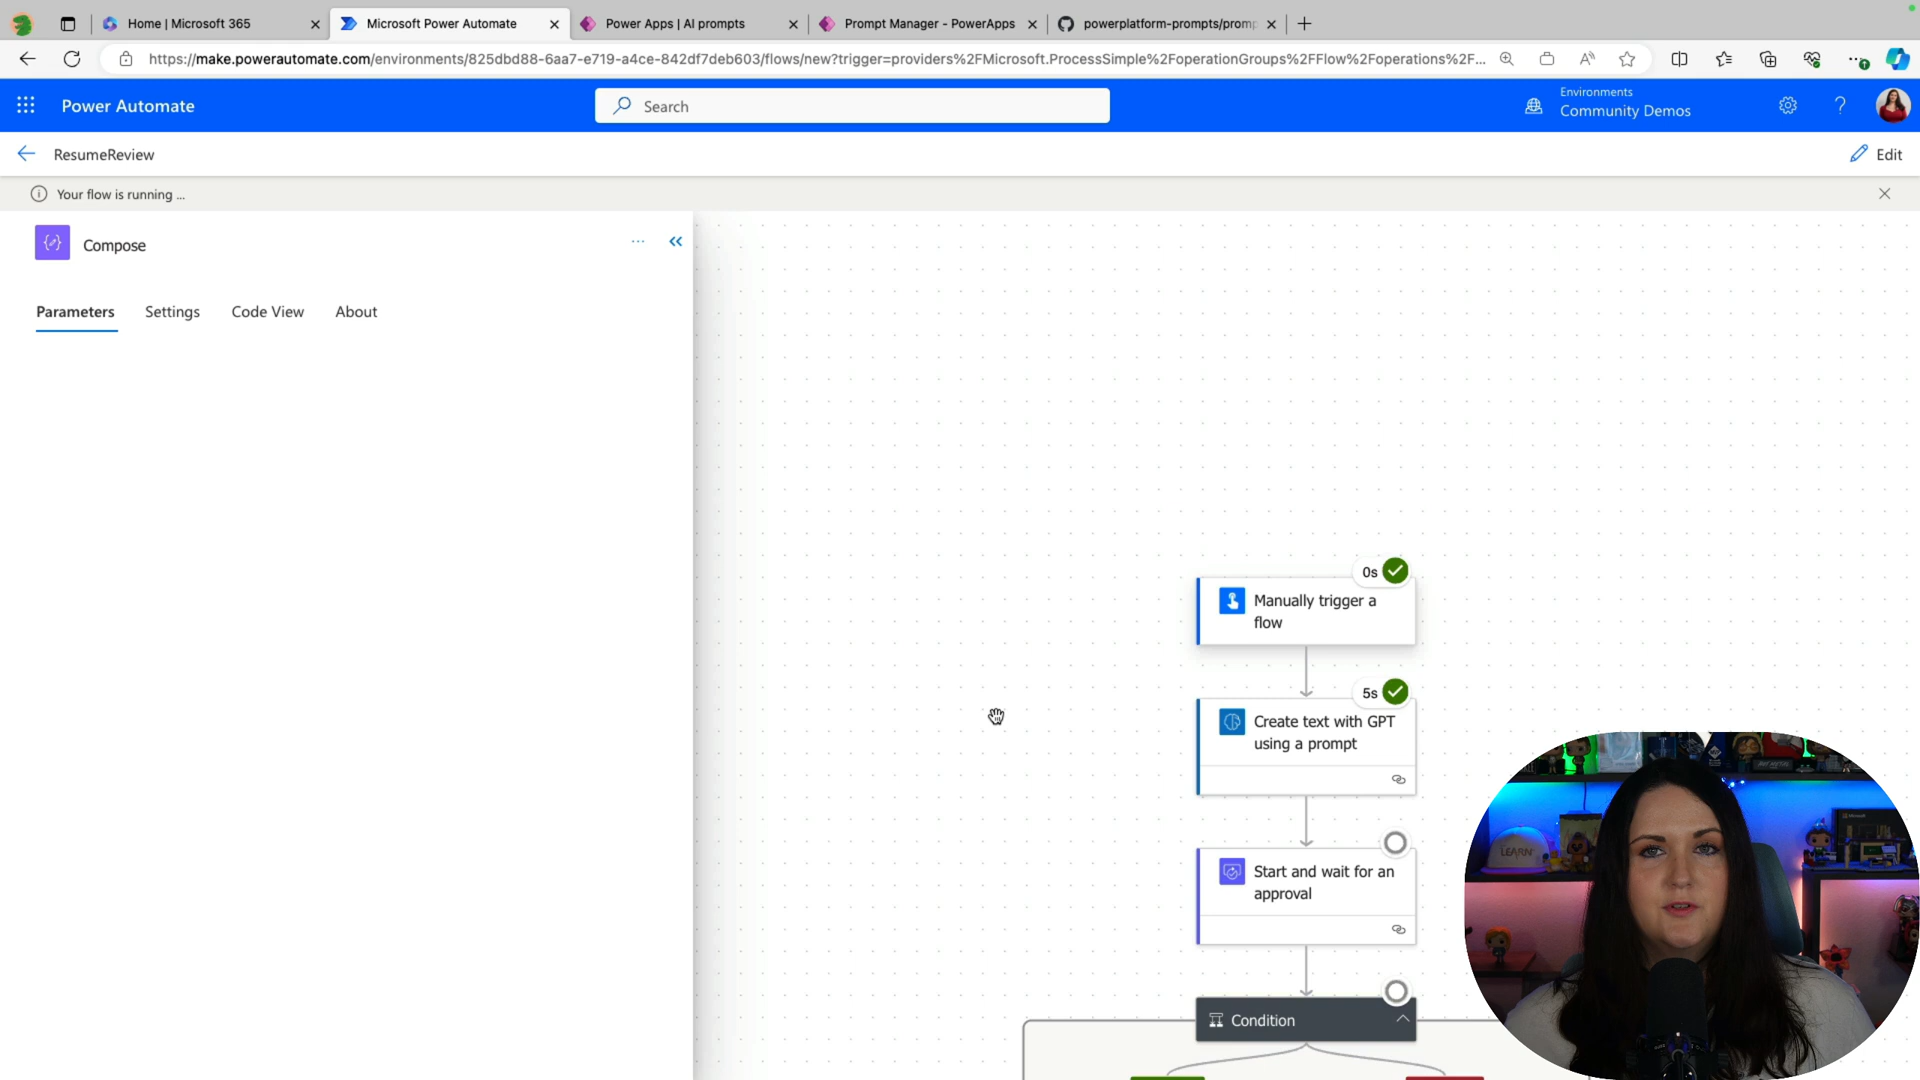 Home | Microsoft 365
Microsoft Power Automate
Power Apps | AI prompts
Prompt Manager - PowerApps
powerplatform-prompts/promp
https://make.powerautomate.com/environments/825dbd88-6aa7-e719-a4ce-842df7deb603/flows/new?trigger=providers%2FMicrosoft.ProcessSimple%2FoperationGroups%2FFlow%2Foperations%2F...
Power Automate
Search
Environments
Community Demos
ResumeReview
Edit
Your flow is running ...
Compose
Parameters
Settings
Code View
About
0s
Manually trigger a
flow
5s
Create text with GPT
using a prompt
Start and wait for an
approval
Condition
LEARN